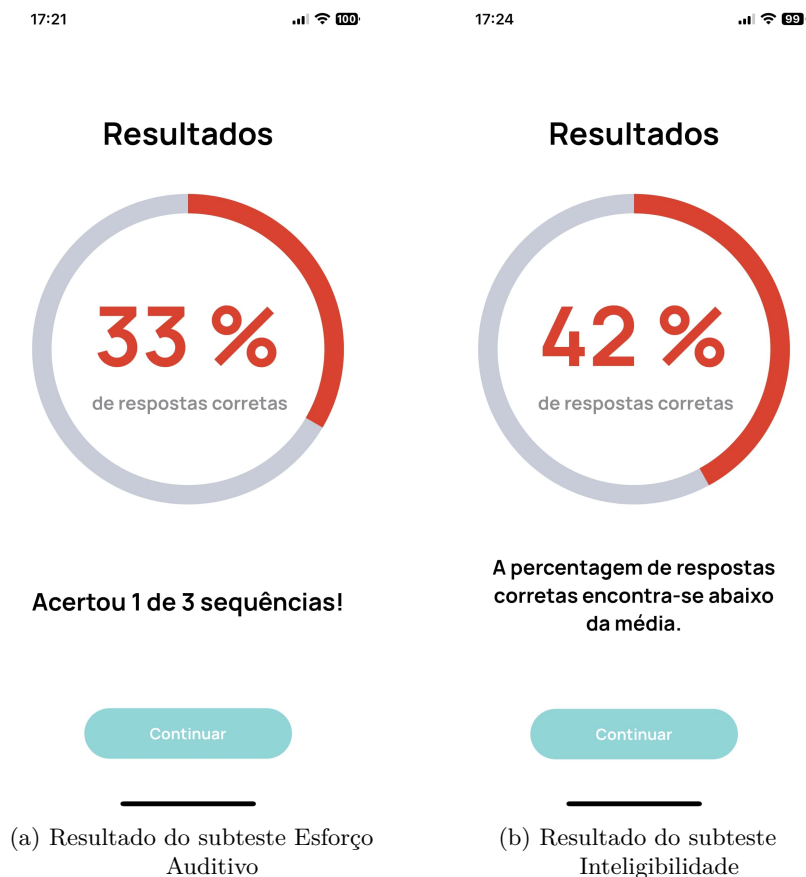 17:21
100
Resultados
33 %
de respostas corretas
Acertou 1 de 3 sequências!
Continuar
(a) Resultado do subteste Esforço
Auditivo
17:24
99
Resultados
42 %
de respostas corretas
A percentagem de respostas
corretas encontra-se abaixo
da média.
Continuar
(b) Resultado do subteste
Inteligibilidade